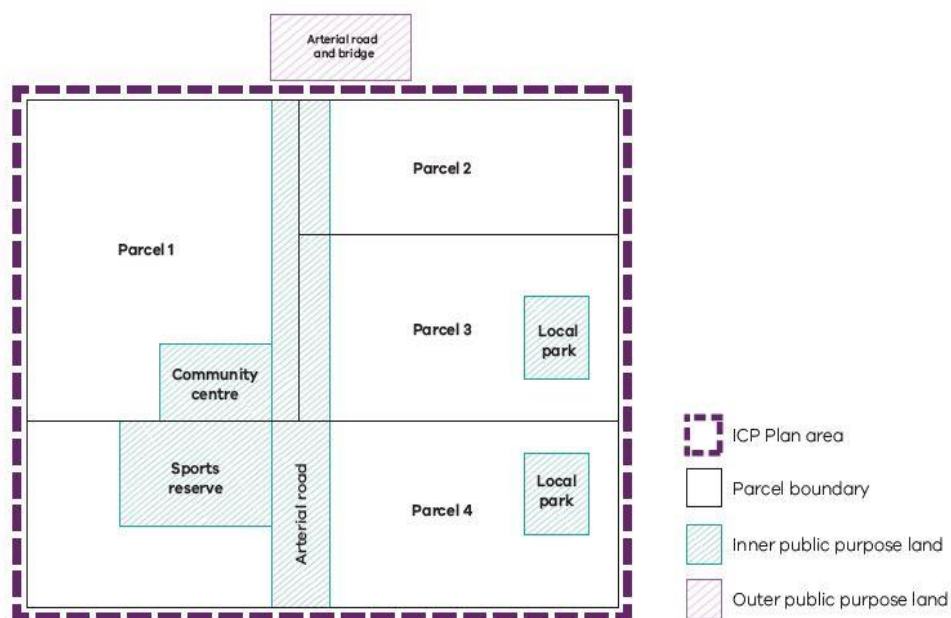 Arterial road
and bridge
Parcel 2
Parcel 1
Parcel 3
Local
park
Community
centre
Sports
reserve
Arterial road
Parcel 4
Local
park
ICP Plan area
Parcel boundary
Inner public purpose land
Outer public purpose land